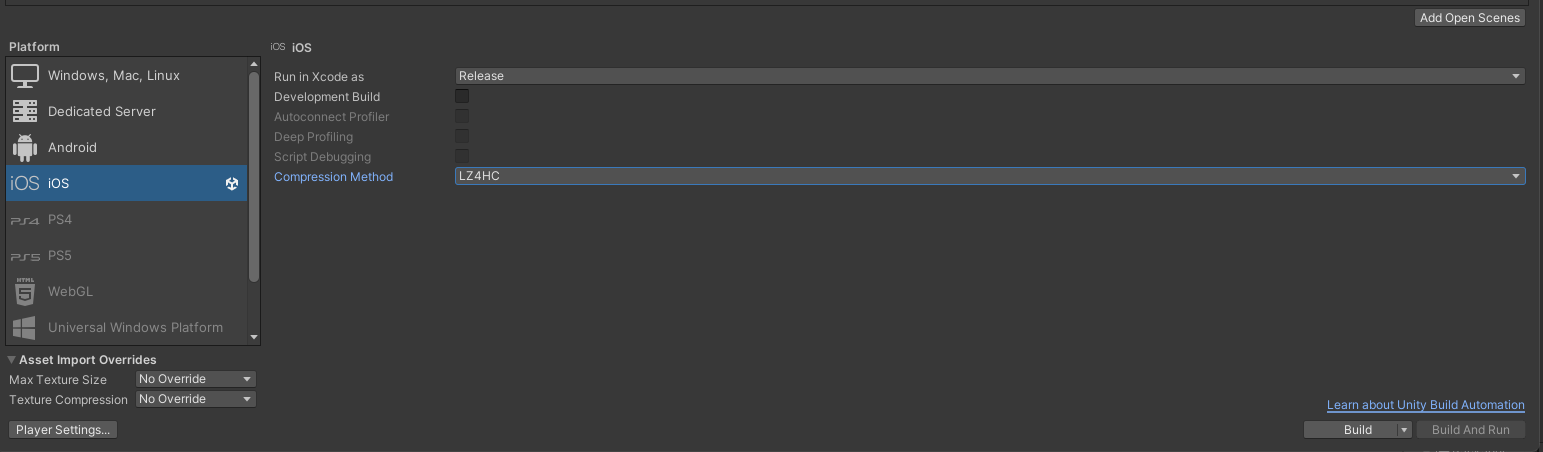 Add Open Scenes
Platform
iOS iOS
Windows, Mac, Linux
Dedicated Server
Android
iOS iOS
PS4 PS4
PS5 PS5
HTML 5 WebGL
Universal Windows Platform
Run in Xcode as Release
Development Build
Autoconnect Profiler
Deep Profiling
Script Debugging
Compression Method LZ4HC
Asset Import Overrides
Max Texture Size No Override
Texture Compression No Override
Player Settings...
Learn about Unity Build Automation
Build
Build And Run